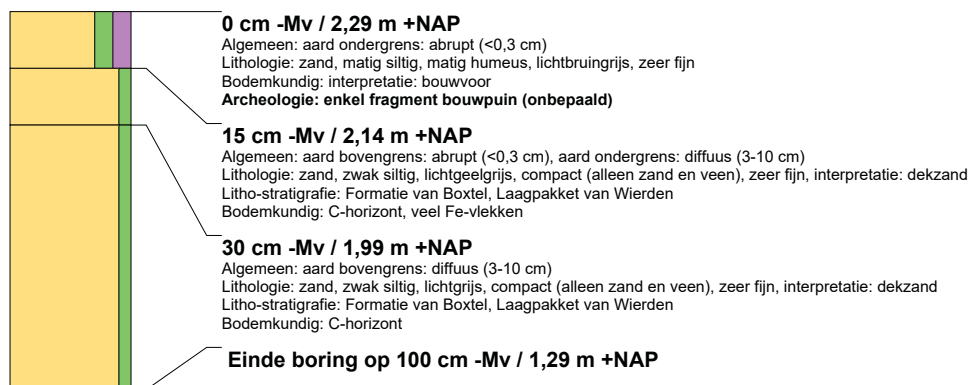 0 cm -Mv / 2,29 m +NAP
Algemeen: aard ondergrens: abrupt (<0,3 cm)
Lithologie: zand, matig siltig, matig humeus, lichtbruingrijs, zeer fijn
Bodemkundig: interpretatie: bouwvoor
Archeologie: enkel fragment bouwpuin (onbepaald)
15 cm -Mv / 2,14 m +NAP
Algemeen: aard bovengrens: abrupt (<0,3 cm), aard ondergrens: diffuus (3-10 cm)
Lithologie: zand, zwak siltig, lichtgeelgrijs, compact (alleen zand en veen), zeer fijn, interpretatie: dekzand
Litho-stratigrafie: Formatie van Boxtel, Laagpakket van Wierden
Bodemkundig: C-horizont, veel Fe-vlekken
30 cm -Mv / 1,99 m +NAP
Algemeen: aard bovengrens: diffuus (3-10 cm)
Lithologie: zand, zwak siltig, lichtgrijs, compact (alleen zand en veen), zeer fijn, interpretatie: dekzand
Litho-stratigrafie: Formatie van Boxtel, Laagpakket van Wierden
Bodemkundig: C-horizont
Einde boring op 100 cm -Mv / 1,29 m +NAP